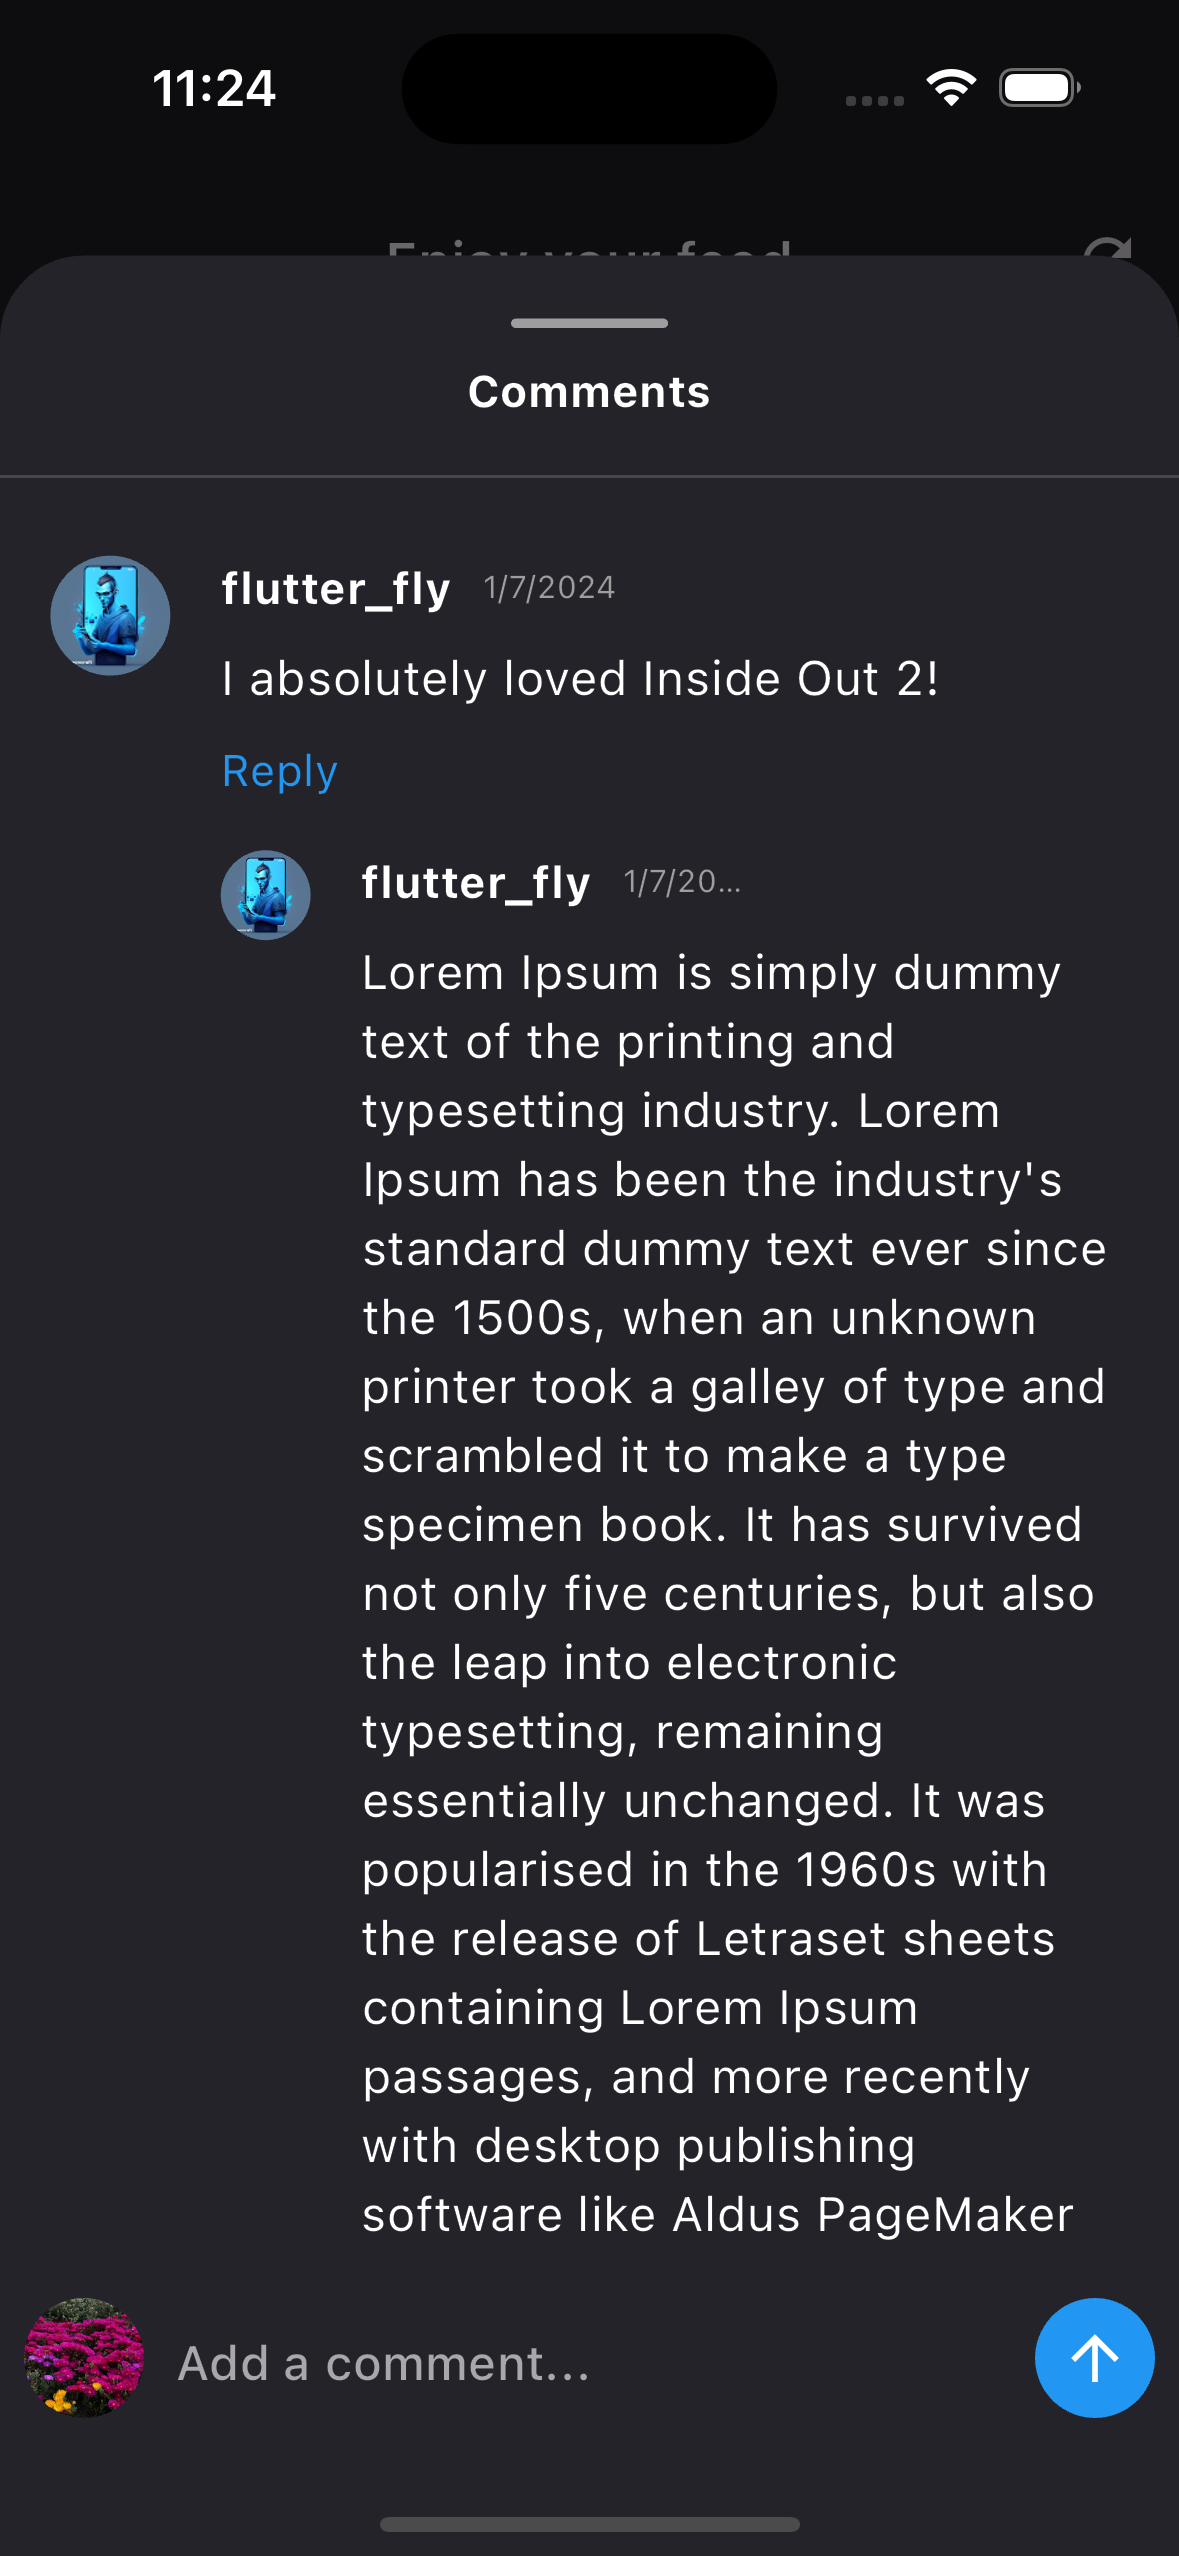 11:24
Enjoy your feed
Comments
flutter_fly 1/7/2024
I absolutely loved Inside Out 2!
Reply
flutter_fly 1/7/20...
Lorem Ipsum is simply dummy
text of the printing and
typesetting industry. Lorem
Ipsum has been the industry's
standard dummy text ever since
the 1500s, when an unknown
printer took a galley of type and
scrambled it to make a type
specimen book. It has survived
not only five centuries, but also
the leap into electronic
typesetting, remaining
essentially unchanged. It was
popularised in the 1960s with
the release of Letraset sheets
containing Lorem Ipsum
passages, and more recently
with desktop publishing
software like Aldus PageMaker
Add a comment...